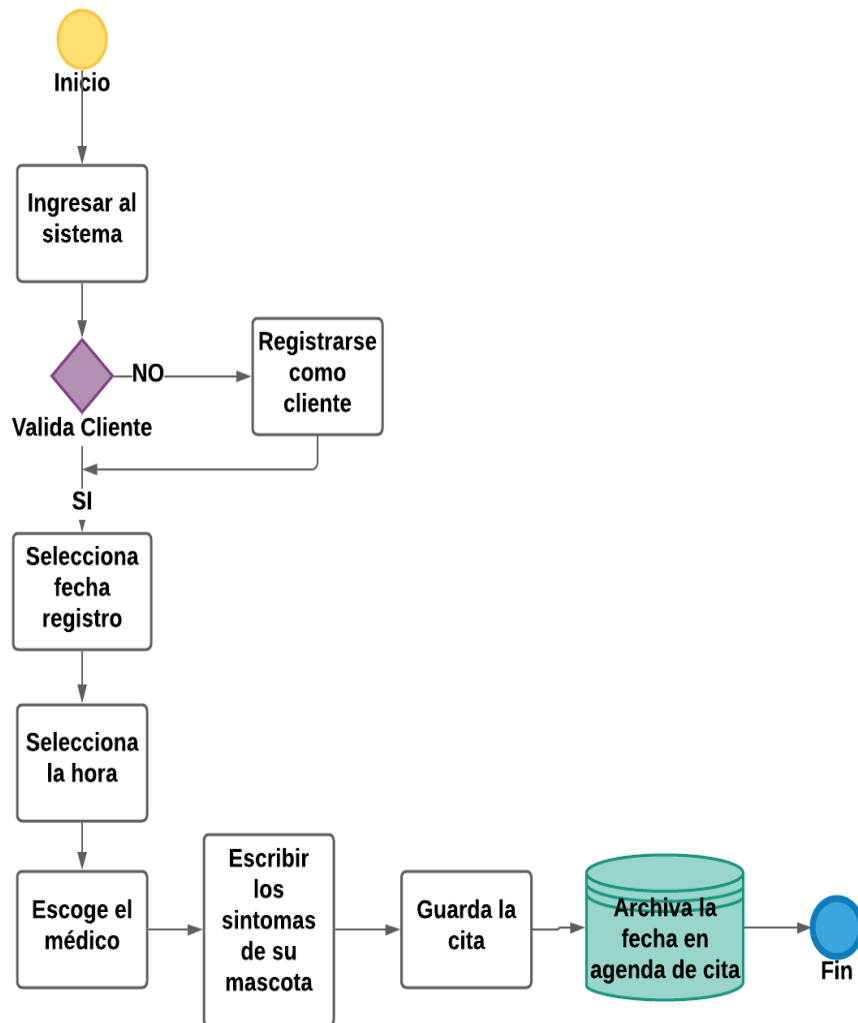 Inicio
Ingresar al
sistema
NO
Registrarse
como
cliente
Valida Cliente
SI
Selecciona
fecha
registro
Selecciona
la hora
Escoge el
médico
Escribir
los
sintomas
de su
mascota
Guarda la
cita
Archiva la
fecha en
agenda de cita
Fin